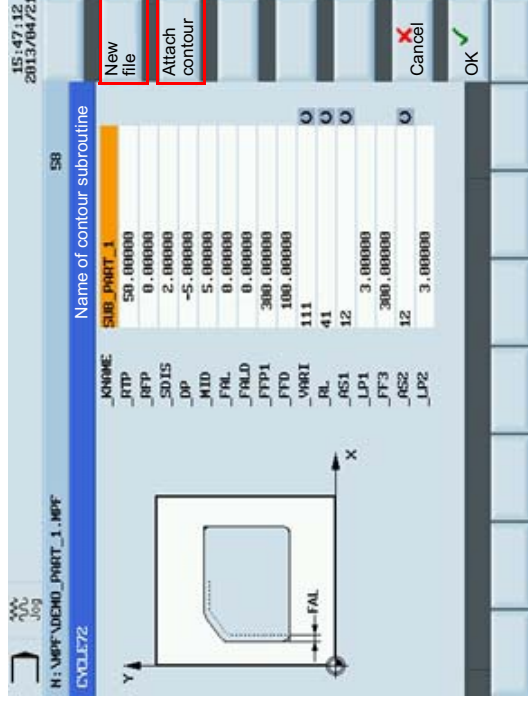 Jog
15:47:12
2013/04/21
N:\MPF\DEMO_PART_1.MPF
58
CYCLE72
Name of contour subroutine
_KNAME SUB_PART_1
_RTP 50.00000
_RFP 0.00000
_SDIS 2.00000
_DP -5.00000
_MID 5.00000
_FAL 0.00000
_FALD 0.00000
_FFP1 300.00000
_FFD 100.00000
_VARI 111
_RL 41
_AS1 12
_LP1 3.00000
_FF3 300.00000
_AS2 12
_LP2 3.00000
Y
X
FAL
New
file
Attach
contour
Cancel
OK